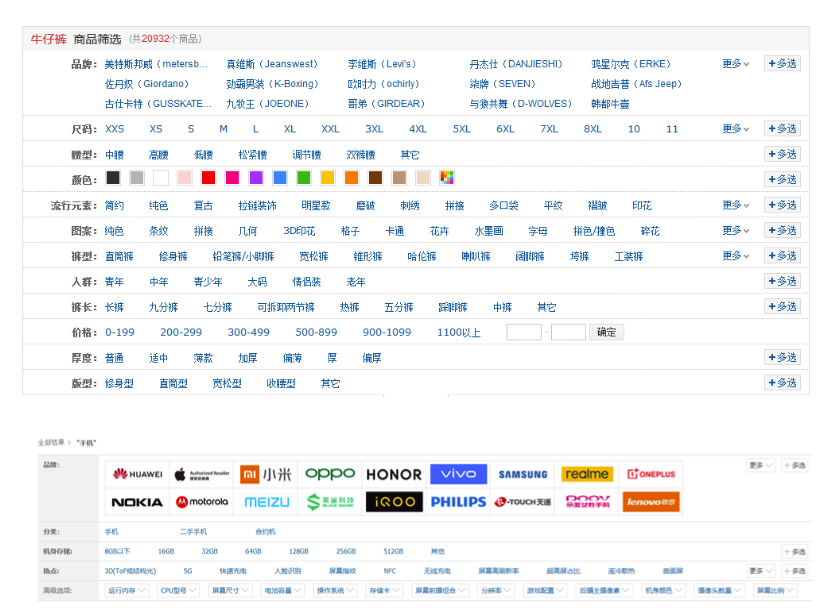 牛仔裤 商品筛选 (共20932个商品)
品牌: 美特斯邦威（metersb... 真维斯（Jeanswest） 李维斯（Levi's） 丹杰仕（DANJIESHI） 鸿星尔克（ERKE） 更多 +多选
佐丹奴（Giordano） 劲霸男装（K-Boxing） 欧时力（ochirly） 柒牌（SEVEN） 战地吉普（Afs Jeep）
古仕卡特（GUSSKATE... 九牧王（JOEONE） 哥弟（GIRDEAR） 与狼共舞（D-WOLVES） 韩都牛壹
尺码: XXS XS S M L XL XXL 3XL 4XL 5XL 6XL 7XL 8XL 10 11 更多 +多选
腰型: 中腰 高腰 低腰 松紧腰 调节腰 双裤腰 其它 +多选
颜色: +多选
流行元素: 简约 纯色 复古 拉链装饰 明星款 磨破 刺绣 拼接 多口袋 平纹 褶皱 印花 更多 +多选
图案: 纯色 条纹 拼接 几何 3D印花 格子 卡通 花卉 水墨画 字母 拼色/撞色 碎花 更多 +多选
裤型: 直筒裤 修身裤 铅笔裤/小脚裤 宽松裤 锥形裤 哈伦裤 喇叭裤 阔脚裤 垮裤 工装裤 更多 +多选
人群: 青年 中年 青少年 大码 情侣装 老年 +多选
裤长: 长裤 九分裤 七分裤 可拆卸两节裤 热裤 五分裤 踩脚裤 中裤 其它 +多选
价格: 0-199 200-299 300-499 500-899 900-1099 1100以上 - 确定
厚度: 普通 适中 薄款 加厚 偏薄 厚 偏厚 +多选
版型: 修身型 直筒型 宽松型 收腰型 其它 +多选
全部结果 > "手机"
品牌: HUAWEI Authorized Reseller 小米 OPPO HONOR vivo SAMSUNG realme ONEPLUS 更多 +多选
NOKIA motorola MEIZU 黑鲨科技 BLACK SHARK iQOO PHILIPS K-TOUCH天语 DOOV 朵唯女性手机 lenovo联想
分类: 手机 二手手机 合约机
机身存储: 8GB以下 16GB 32GB 64GB 128GB 256GB 512GB 其他 +多选
热点: 3D(ToF或结构光) 5G 快速充电 人脸识别 屏幕指纹 NFC 无线充电 屏幕高刷新率 超高屏占比 液冷散热 曲面屏 更多 +多选
高级选项: 运行内存 CPU型号 屏幕尺寸 电池容量 操作系统 存储卡 屏幕前摄组合 分辨率 游戏配置 后摄主摄像素 机身颜色 摄像头数量 屏幕比例